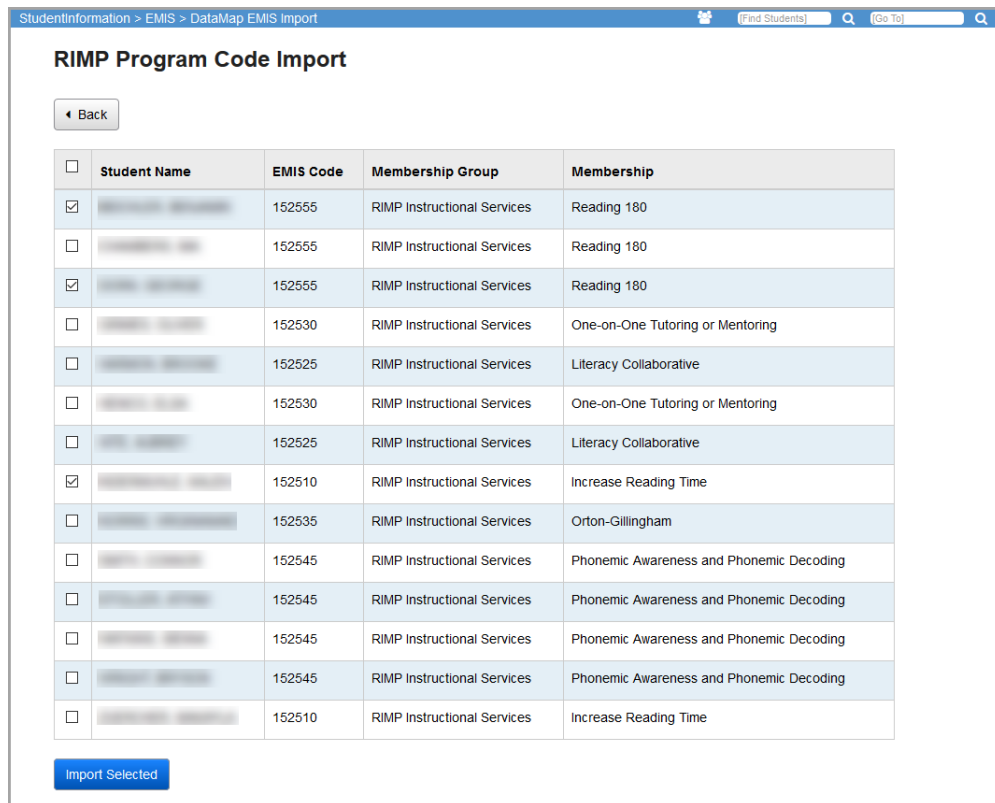 StudentInformation > EMIS > DataMap EMIS Import [Find Students] [Go To]
RIMP Program Code Import
Back
Student Name EMIS Code Membership Group Membership
152555 RIMP Instructional Services Reading 180
152555 RIMP Instructional Services Reading 180
152555 RIMP Instructional Services Reading 180
152530 RIMP Instructional Services One-on-One Tutoring or Mentoring
152525 RIMP Instructional Services Literacy Collaborative
152530 RIMP Instructional Services One-on-One Tutoring or Mentoring
152525 RIMP Instructional Services Literacy Collaborative
152510 RIMP Instructional Services Increase Reading Time
152535 RIMP Instructional Services Orton-Gillingham
152545 RIMP Instructional Services Phonemic Awareness and Phonemic Decoding
152545 RIMP Instructional Services Phonemic Awareness and Phonemic Decoding
152545 RIMP Instructional Services Phonemic Awareness and Phonemic Decoding
152545 RIMP Instructional Services Phonemic Awareness and Phonemic Decoding
152510 RIMP Instructional Services Increase Reading Time
Import Selected